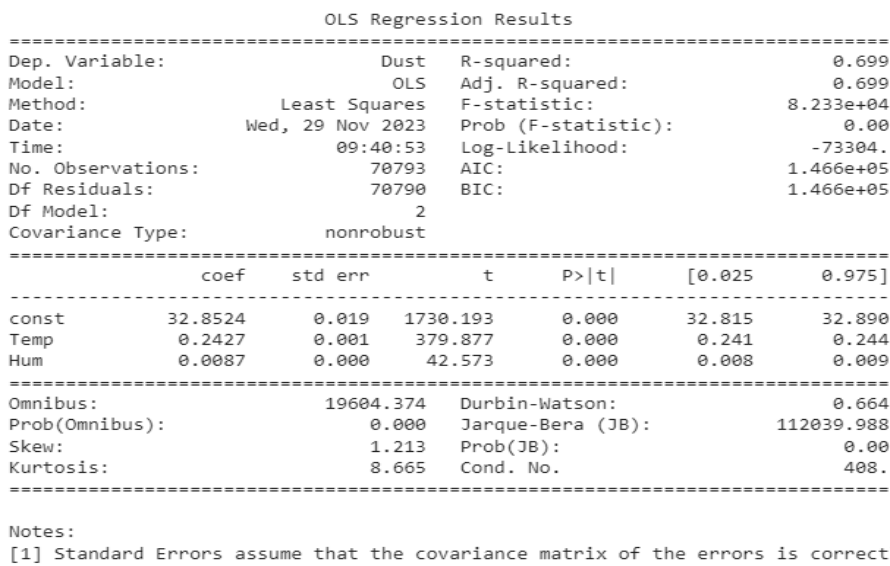 OLS Regression Results
==============================================================================
Dep. Variable: Dust R-squared: 0.699
Model: OLS Adj. R-squared: 0.699
Method: Least Squares F-statistic: 8.233e+04
Date: Wed, 29 Nov 2023 Prob (F-statistic): 0.00
Time: 09:40:53 Log-Likelihood: -73304.
No. Observations: 70793 AIC: 1.466e+05
Df Residuals: 70790 BIC: 1.466e+05
Df Model: 2
Covariance Type: nonrobust
==============================================================================
coef std err t P>|t| [0.025 0.975]
------------------------------------------------------------------------------
const 32.8524 0.019 1730.193 0.000 32.815 32.890
Temp 0.2427 0.001 379.877 0.000 0.241 0.244
Hum 0.0087 0.000 42.573 0.000 0.008 0.009
==============================================================================
Omnibus: 19604.374 Durbin-Watson: 0.664
Prob(Omnibus): 0.000 Jarque-Bera (JB): 112039.988
Skew: 1.213 Prob(JB): 0.00
Kurtosis: 8.665 Cond. No. 408.
==============================================================================
Notes:
[1] Standard Errors assume that the covariance matrix of the errors is correct